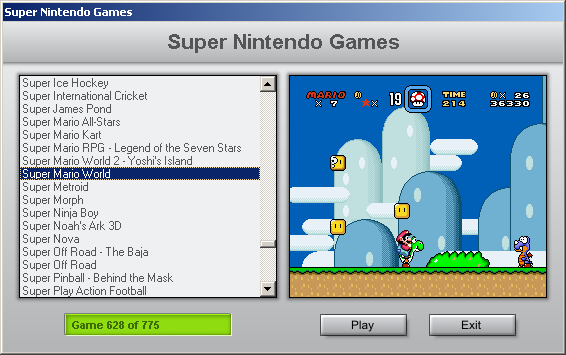 Super Nintendo Games
Super Nintendo Games
Super Ice Hockey
Super International Cricket
Super James Pond
Super Mario All-Stars
Super Mario Kart
Super Mario RPG - Legend of the Seven Stars
Super Mario World 2 - Yoshi's Island
Super Mario World
Super Metroid
Super Morph
Super Ninja Boy
Super Noah's Ark 3D
Super Nova
Super Off Road - The Baja
Super Off Road
Super Pinball - Behind the Mask
Super Play Action Football
MARIO 19 TIME x 26
x 7 x 214 36330
Game 628 of 775
Play
Exit